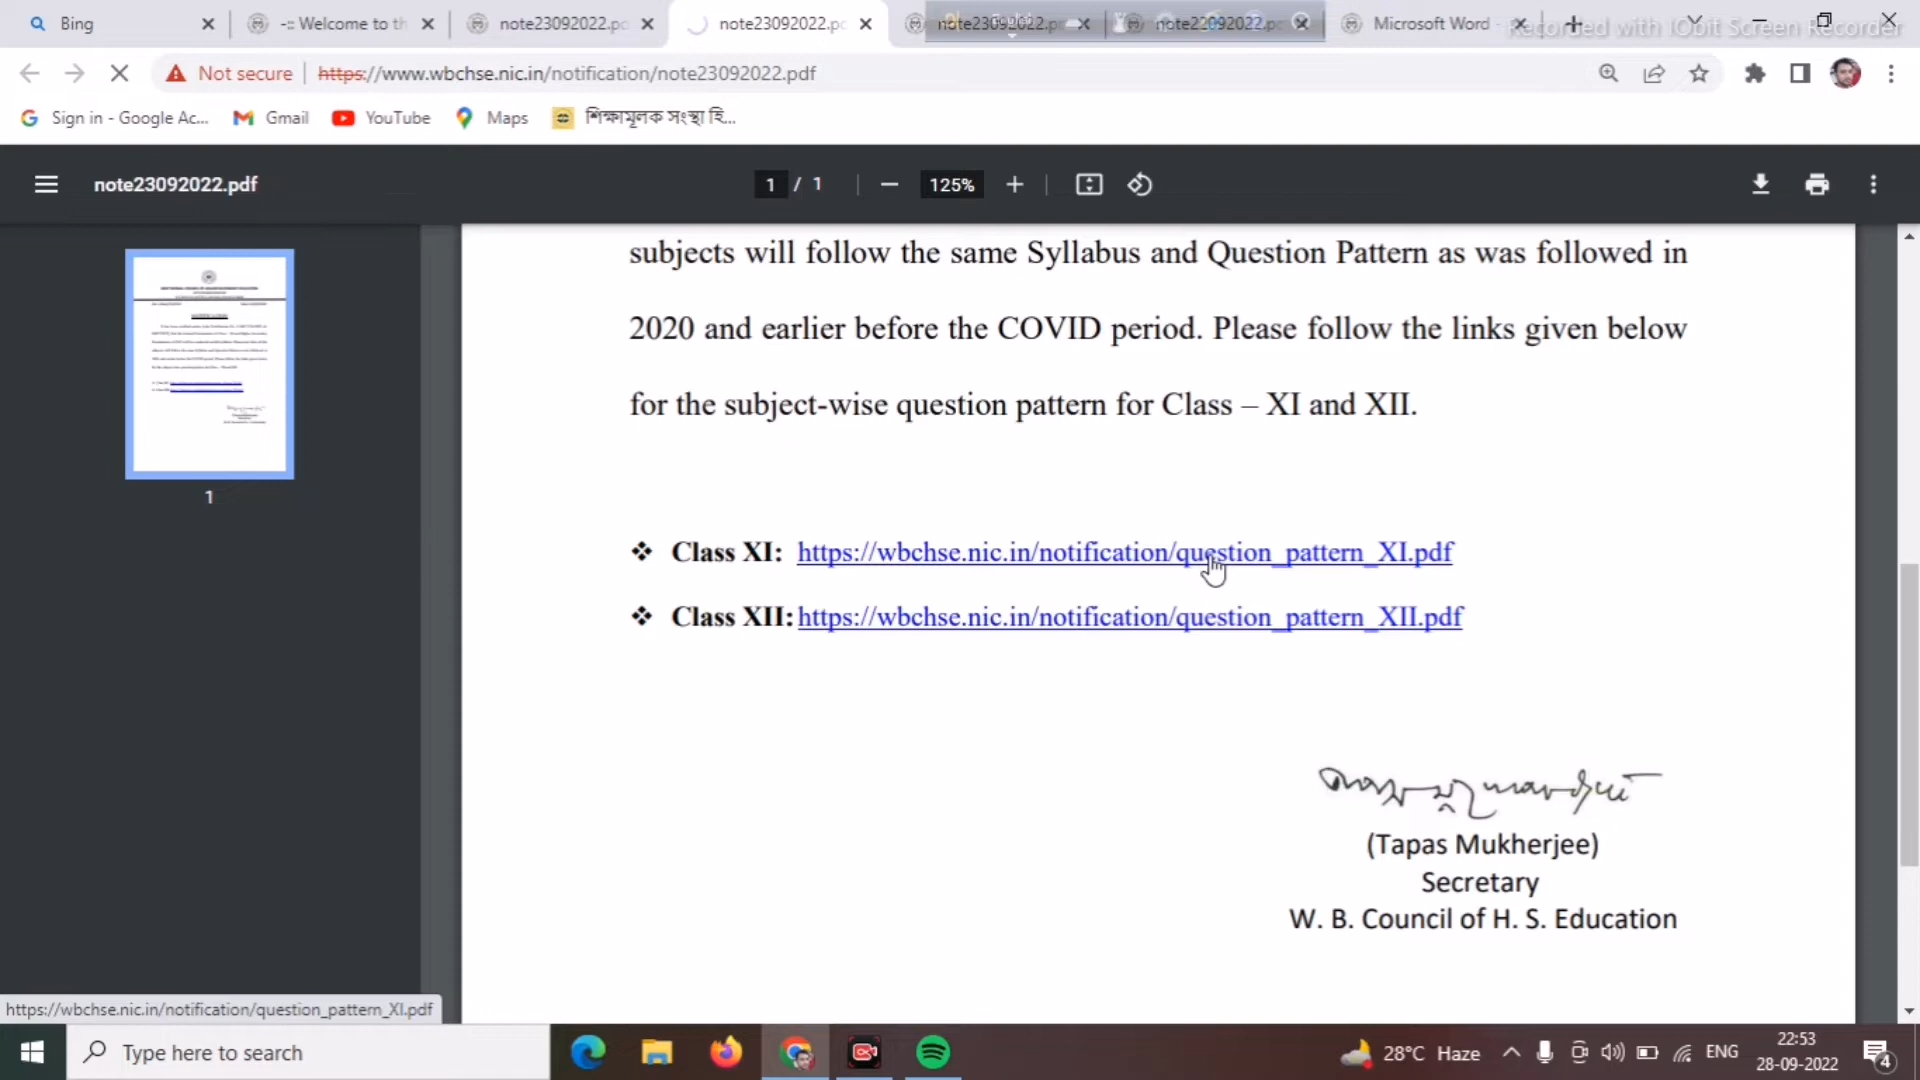 Bing
-:: Welcome to th
note23092022.pd
note23092022.pd
note23092022.pd
note22092022.pd
Microsoft Word -
Recorded with IObit Screen Recorder
Not secure
https://www.wbchse.nic.in/notification/note23092022.pdf
Sign in - Google Ac...
Gmail
YouTube
Maps
শিক্ষামূলক সংস্থা হি...
note23092022.pdf
1 / 1
125%
subjects will follow the same Syllabus and Question Pattern as was followed in
2020 and earlier before the COVID period. Please follow the links given below
for the subject-wise question pattern for Class – XI and XII.
1
❖ Class XI: https://wbchse.nic.in/notification/question_pattern_XI.pdf
❖ Class XII: https://wbchse.nic.in/notification/question_pattern_XII.pdf
(Tapas Mukherjee)
Secretary
W. B. Council of H. S. Education
https://wbchse.nic.in/notification/question_pattern_XI.pdf
Type here to search
28°C Haze
ENG
22:53
28-09-2022
4